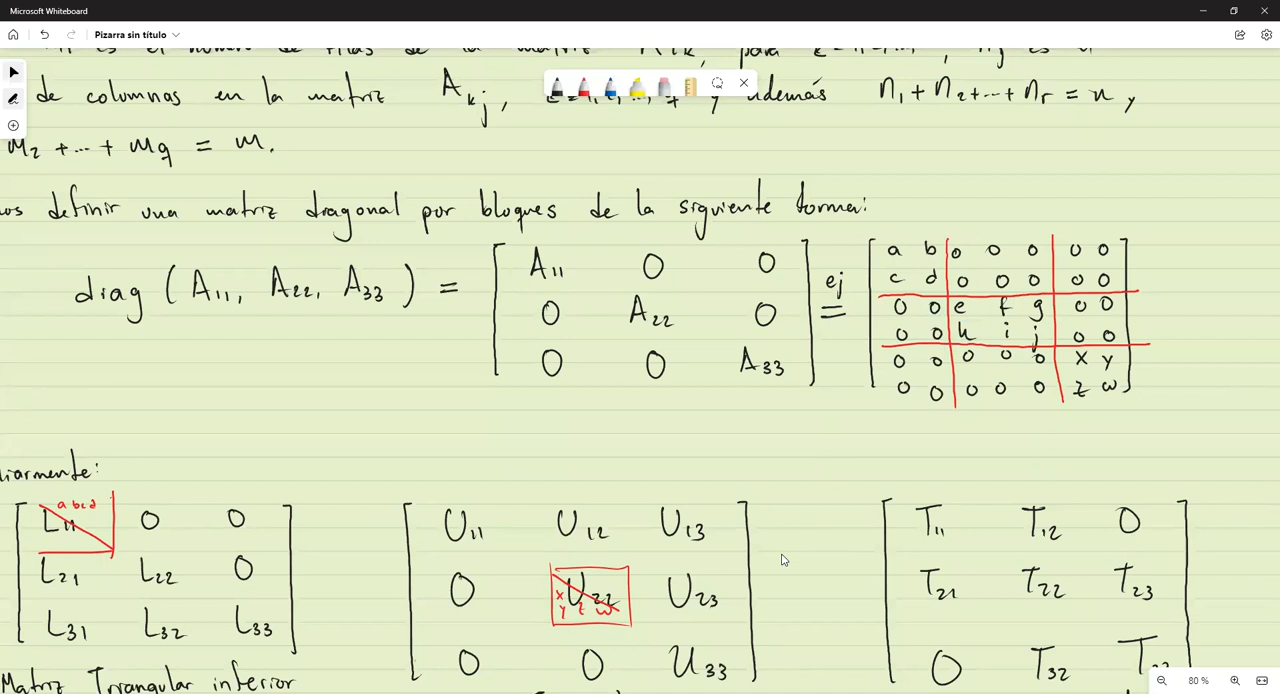 Microsoft Whiteboard
Pizarra sin título
de columnas en la matriz A_kj, y además n₁ + n₂ + ... + nᵣ = n y
m₂ + ... + m_q = m.
definir una matriz diagonal por bloques de la siguiente forma:
diag (A₁₁, A₂₂, A₃₃) = [ A₁₁ 0 0 ej = [ a b 0 0 0 0 0
c d 0 0 0 0 0
0 A₂₂ 0 0 0 e f g 0 0
0 0 h i j 0 0
0 0 A₃₃ ] 0 0 0 0 0 x y
0 0 0 0 0 z w ]
a b c d
L₁₁ 0 0 U₁₁ U₁₂ U₁₃ T₁₁ T₁₂ 0
L₂₁ L₂₂ 0 0 U₂₂ U₂₃ T₂₁ T₂₂ T₂₃
x y z w
L₃₁ L₃₂ L₃₃ 0 0 U₃₃ 0 T₃₂
Matriz Triangular inferior
80 %